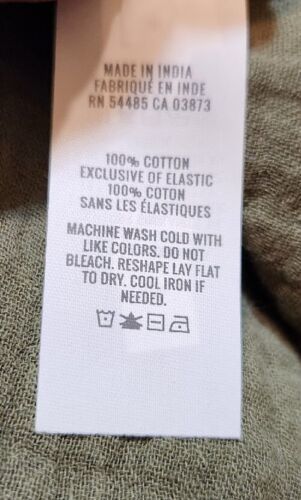 MADE IN INDIA
FABRIQUÉ EN INDE
RN 54485 CA 03873
100% COTTON
EXCLUSIVE OF ELASTIC
100% COTON
SANS LES ÉLASTIQUES
MACHINE WASH COLD WITH
LIKE COLORS. DO NOT
BLEACH. RESHAPE LAY FLAT
TO DRY. COOL IRON IF
NEEDED.